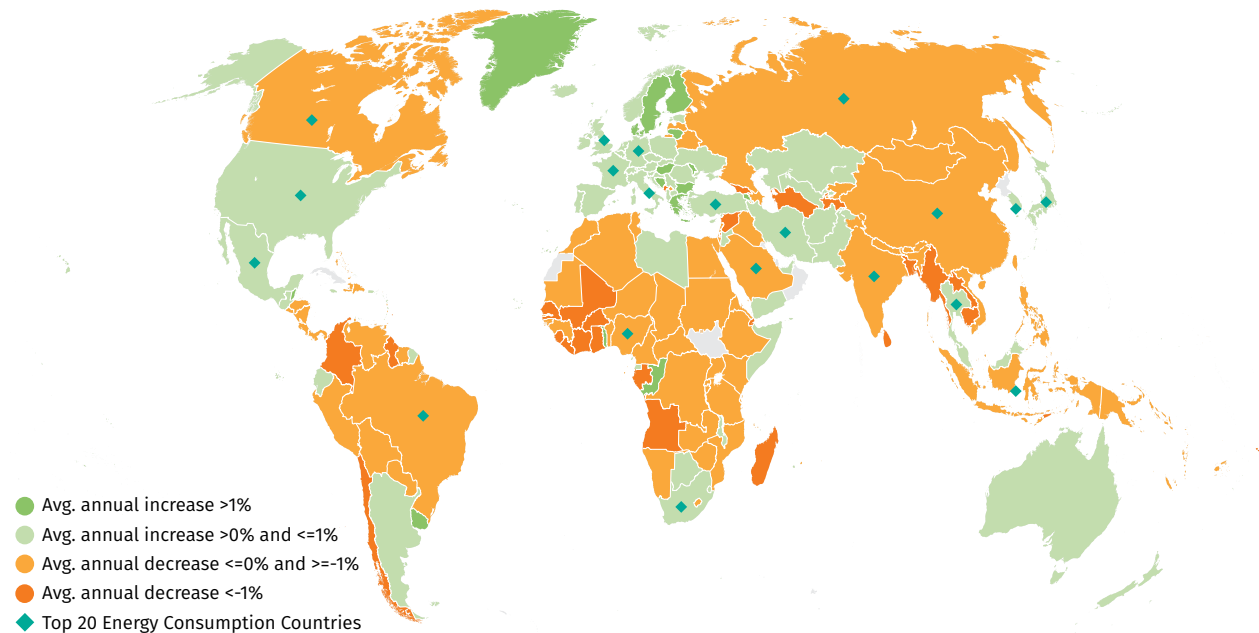 Avg. annual increase >1%
Avg. annual increase >0% and <=1%
Avg. annual decrease <=0% and >=-1%
Avg. annual decrease <-1%
Top 20 Energy Consumption Countries